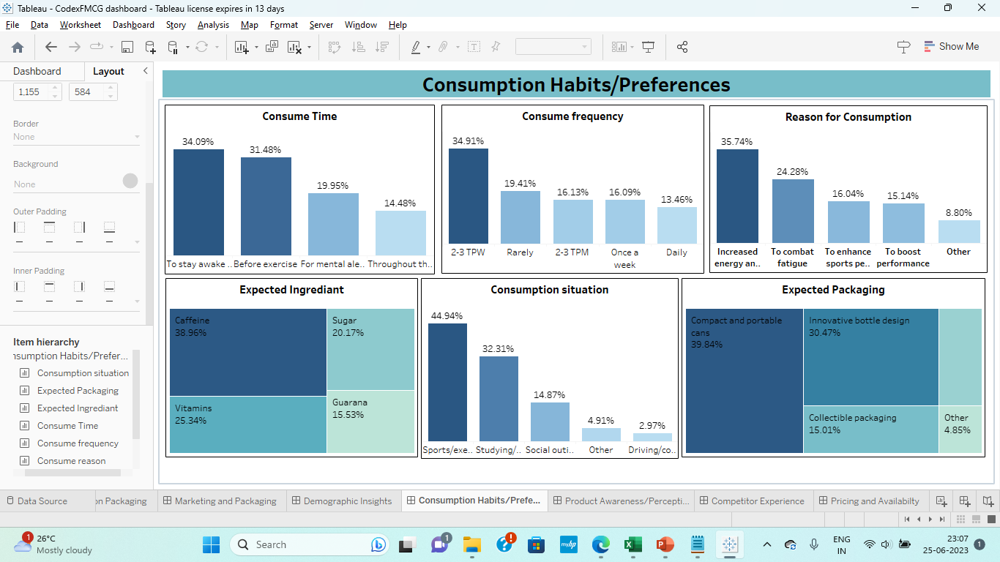 Tableau - CodexFMCG dashboard - Tableau license expires in 13 days
File Data Worksheet Dashboard Story Analysis Map Format Server Window Help
Show Me
Dashboard Layout
1,155 584
Border
None
Background
None
Outer Padding
Inner Padding
Item hierarchy
nsumption Habits/Prefer...
Consumption situation
Expected Packaging
Expected Ingrediant
Consume Time
Consume frequency
Consume reason
Consumption Habits/Preferences
Consume Time
34.09% 31.48% 19.95% 14.48%
To stay awake .. Before exercise For mental ale.. Throughout th..
Consume frequency
34.91% 19.41% 16.13% 16.09% 13.46%
2-3 TPW Rarely 2-3 TPM Once a Daily
week
Reason for Consumption
35.74% 24.28% 16.04% 15.14% 8.80%
Increased To combat To enhance To boost Other
energy an.. fatigue sports pe.. performance
Expected Ingrediant
Caffeine
38.96%
Sugar
20.17%
Vitamins
25.34%
Guarana
15.53%
Consumption situation
44.94% 32.31% 14.87% 4.91% 2.97%
Sports/exe.. Studying/.. Social outi.. Other Driving/co..
Expected Packaging
Compact and portable
cans
39.84%
Innovative bottle design
30.47%
Collectible packaging
15.01%
Other
4.85%
Data Source on Packaging Marketing and Packaging Demographic Insights Consumption Habits/Prefe... Product Awareness/Percepti... Competitor Experience Pricing and Availabilty
1
26°C
Mostly cloudy
Search
1
!
?
myhp
ENG
IN
23:07
25-06-2023
1